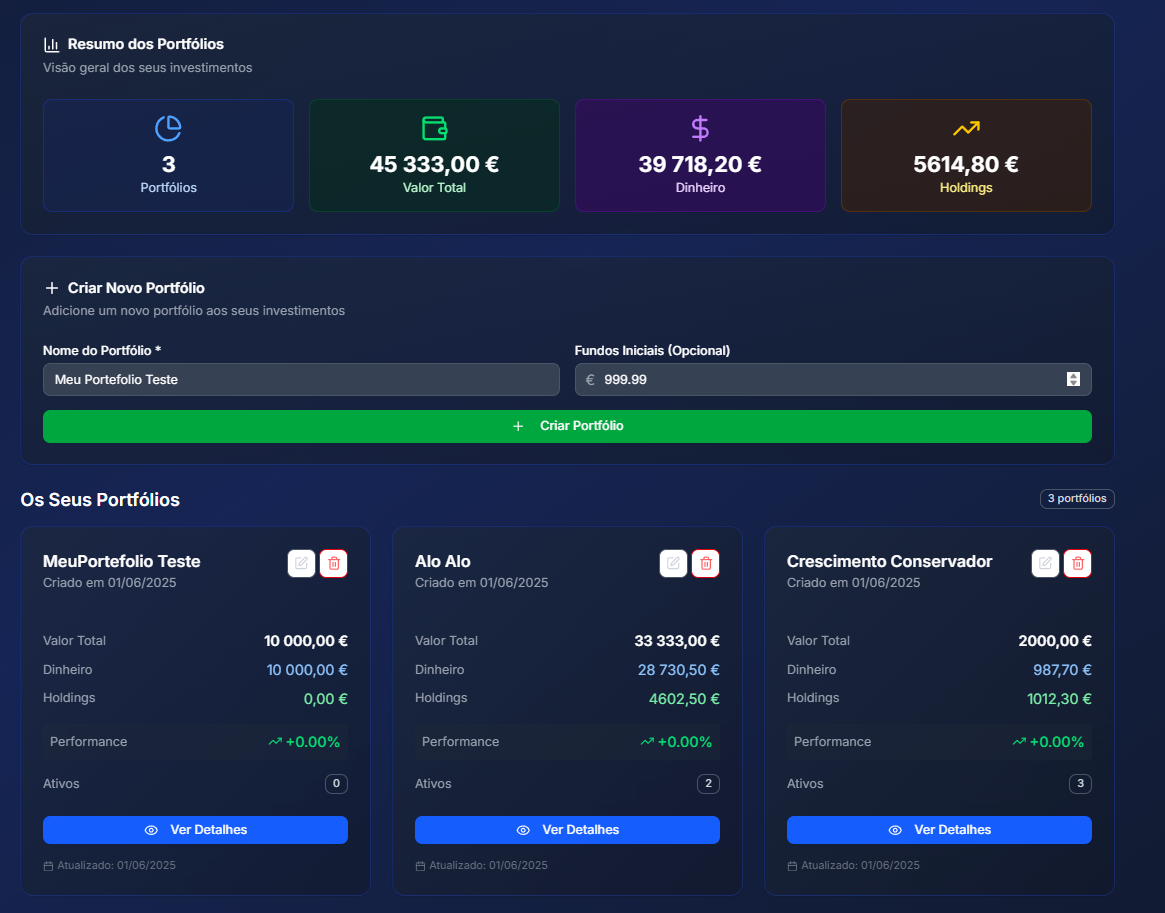 Resumo dos Portfólios
Visão geral dos seus investimentos
3
Portfólios
45 333,00 €
Valor Total
39 718,20 €
Dinheiro
5614,80 €
Holdings
Criar Novo Portfólio
Adicione um novo portfólio aos seus investimentos
Nome do Portfólio *
Meu Portefolio Teste
Fundos Iniciais (Opcional)
€ 999.99
Criar Portfólio
Os Seus Portfólios
3 portfólios
MeuPortefolio Teste
Criado em 01/06/2025
Valor Total 10 000,00 €
Dinheiro 10 000,00 €
Holdings 0,00 €
Performance +0.00%
Ativos 0
Ver Detalhes
Atualizado: 01/06/2025
Alo Alo
Criado em 01/06/2025
Valor Total 33 333,00 €
Dinheiro 28 730,50 €
Holdings 4602,50 €
Performance +0.00%
Ativos 2
Ver Detalhes
Atualizado: 01/06/2025
Crescimento Conservador
Criado em 01/06/2025
Valor Total 2000,00 €
Dinheiro 987,70 €
Holdings 1012,30 €
Performance +0.00%
Ativos 3
Ver Detalhes
Atualizado: 01/06/2025